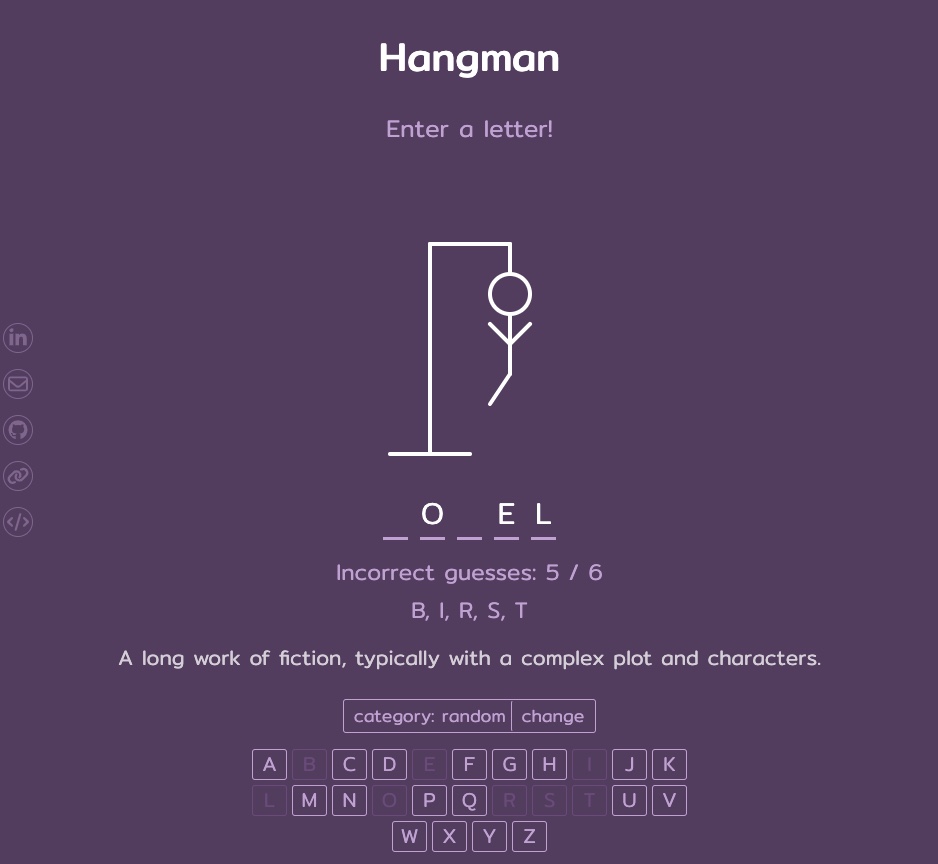 Hangman
Enter a letter!
_ O _ E L
Incorrect guesses: 5 / 6
B, I, R, S, T
A long work of fiction, typically with a complex plot and characters.
category: random change
A B C D E F G H I J K
L M N O P Q R S T U V
W X Y Z